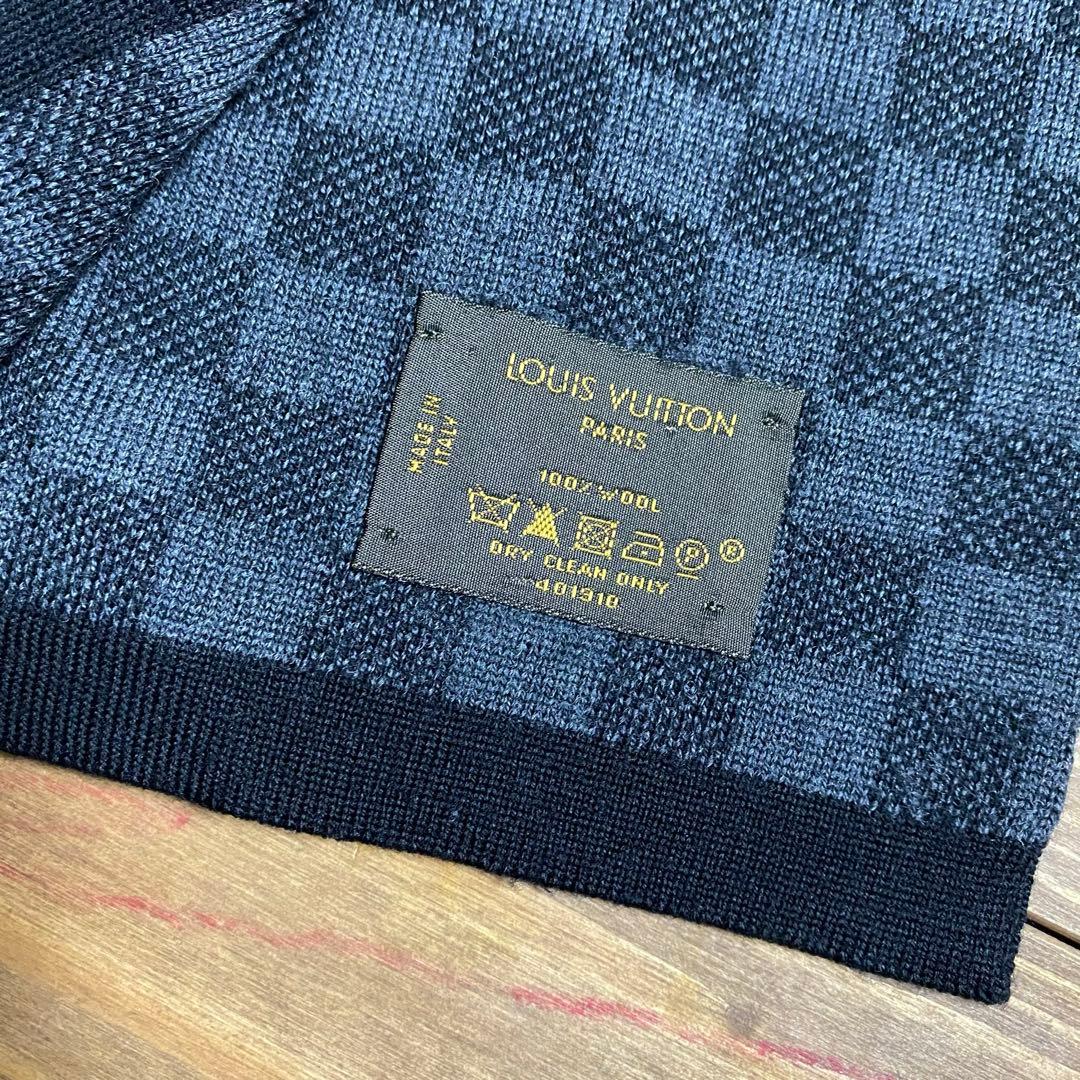 LOUIS VUITTON
PARIS
MADE IN
ITALY
100% WOOL
P ®
DRY CLEAN ONLY
401310